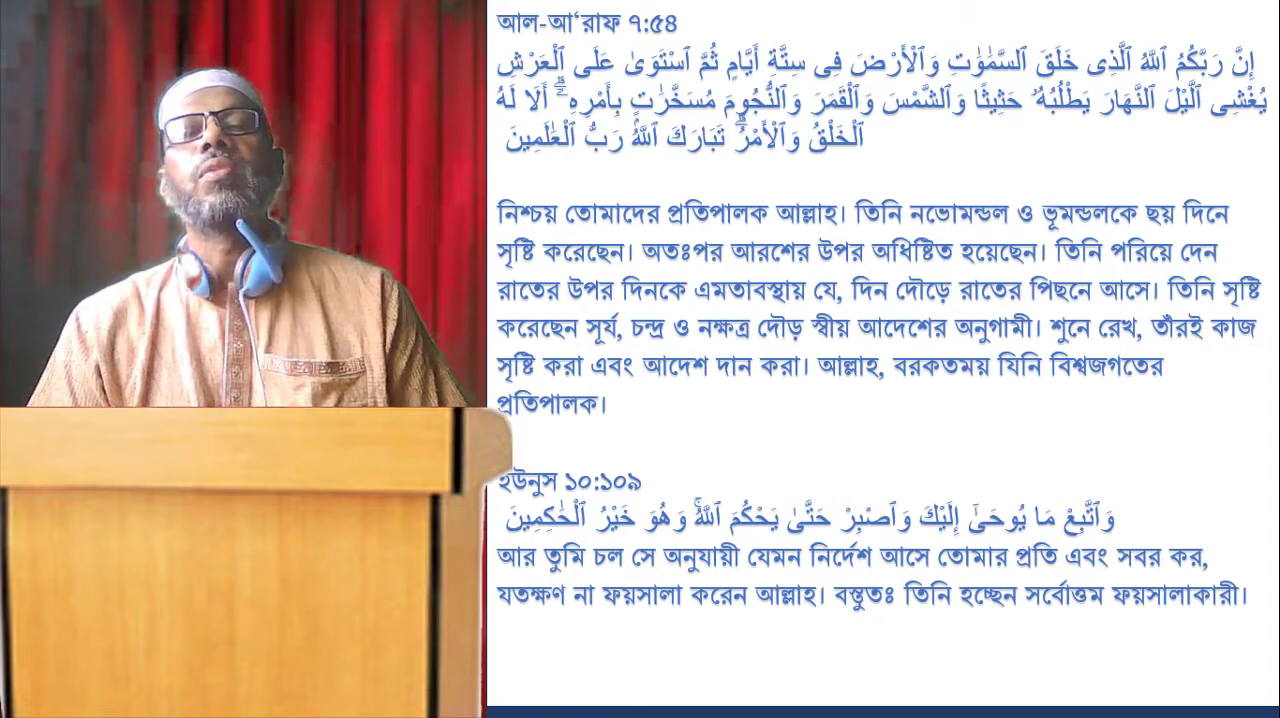 আল-আ‘রাফ ৭:৫৪
إِنَّ رَبَّكُمُ ٱللَّهُ ٱلَّذِى خَلَقَ ٱلسَّمَٰوَٰتِ وَٱلْأَرْضَ فِى سِتَّةِ أَيَّامٍ ثُمَّ ٱسْتَوَىٰ عَلَى ٱلْعَرْشِ
يُغْشِى ٱلَّيْلَ ٱلنَّهَارَ يَطْلُبُهُۥ حَثِيثًا وَٱلشَّمْسَ وَٱلْقَمَرَ وَٱلنُّجُومَ مُسَخَّرَٰتٍۭ بِأَمْرِهِۦٓ ۗ أَلَا لَهُ
ٱلْخَلْقُ وَٱلْأَمْرُ ۗ تَبَارَكَ ٱللَّهُ رَبُّ ٱلْعَٰلَمِينَ
নিশ্চয় তোমাদের প্রতিপালক আল্লাহ। তিনি নভোমন্ডল ও ভূমন্ডলকে ছয় দিনে
সৃষ্টি করেছেন। অতঃপর আরশের উপর অধিষ্টিত হয়েছেন। তিনি পরিয়ে দেন
রাতের উপর দিনকে এমতাবস্থায় যে, দিন দৌড়ে রাতের পিছনে আসে। তিনি সৃষ্টি
করেছেন সূর্য, চন্দ্র ও নক্ষত্র দৌড় স্বীয় আদেশের অনুগামী। শুনে রেখ, তাঁরই কাজ
সৃষ্টি করা এবং আদেশ দান করা। আল্লাহ, বরকতময় যিনি বিশ্বজগতের
প্রতিপালক।
ইউনুস ১০:১০৯
وَٱتَّبِعْ مَا يُوحَىٰٓ إِلَيْكَ وَٱصْبِرْ حَتَّىٰ يَحْكُمَ ٱللَّهُ ۚ وَهُوَ خَيْرُ ٱلْحَٰكِمِينَ
আর তুমি চল সে অনুযায়ী যেমন নির্দেশ আসে তোমার প্রতি এবং সবর কর,
যতক্ষণ না ফয়সালা করেন আল্লাহ। বস্তুতঃ তিনি হচ্ছেন সর্বোত্তম ফয়সালাকারী।